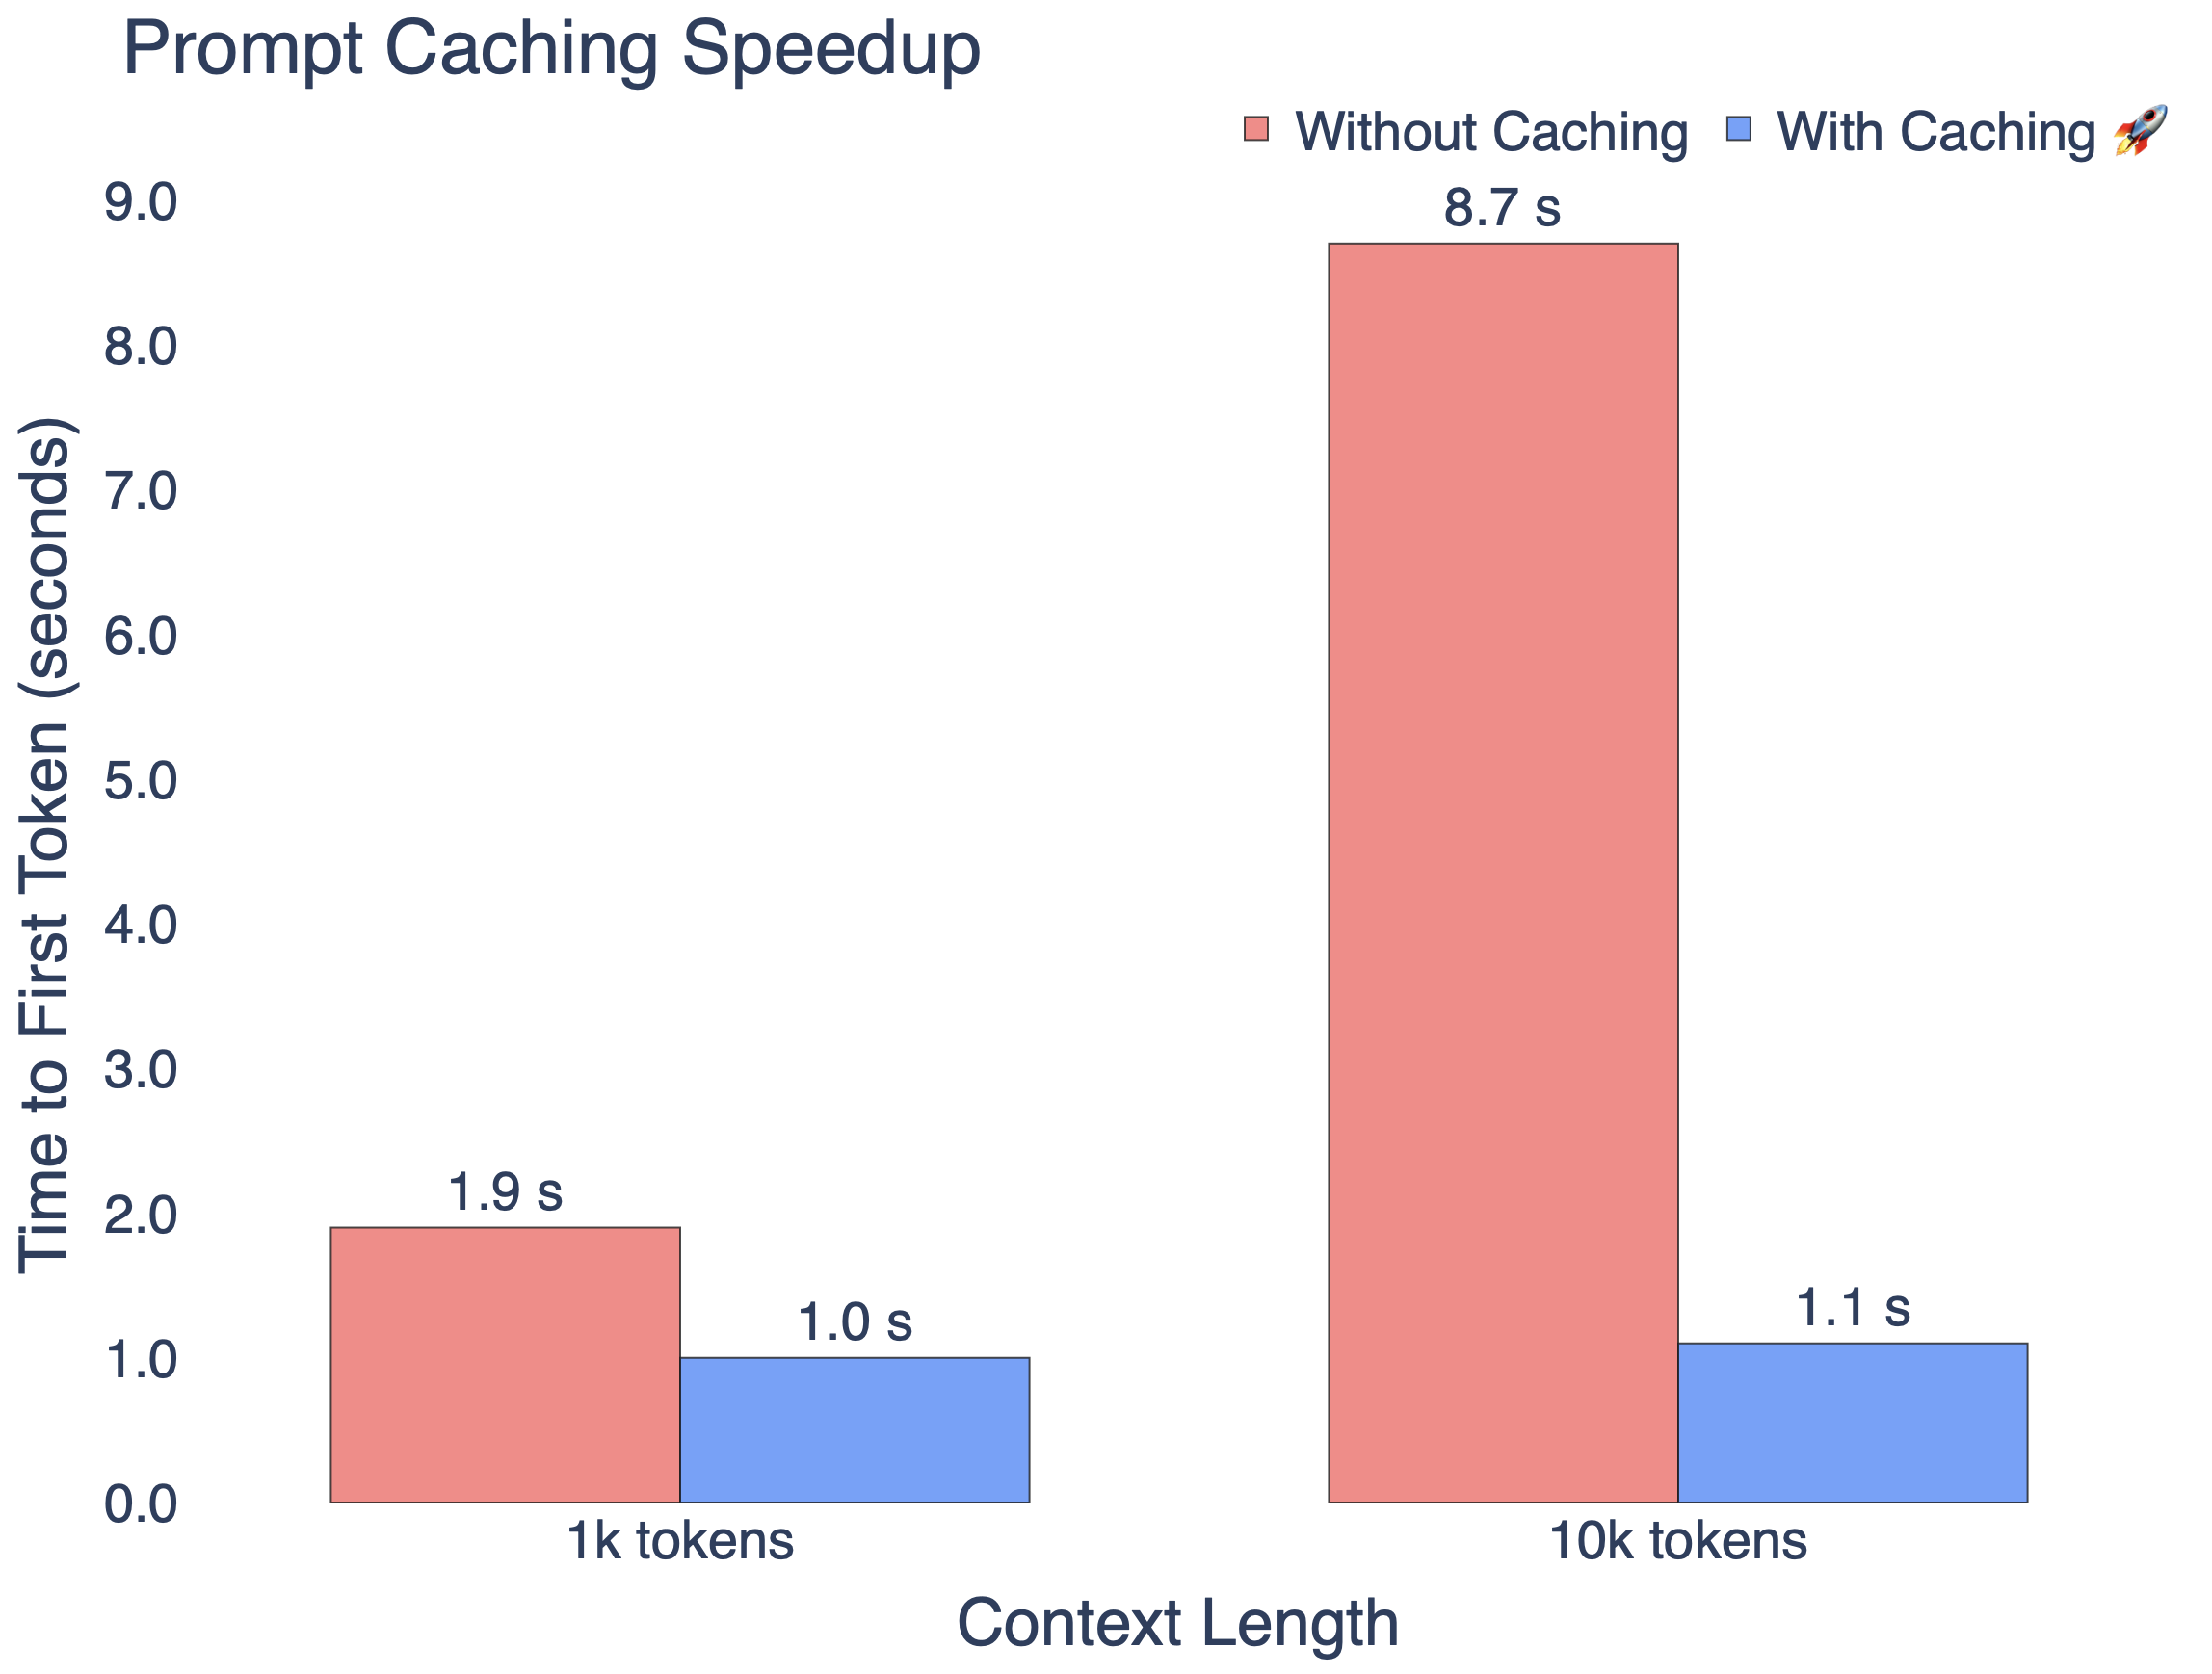 Prompt Caching Speedup
Without Caching With Caching 🚀
9.0
8.0
7.0
6.0
5.0
4.0
3.0
2.0
1.0
0.0
Time to First Token (seconds)
8.7 s
1.9 s
1.0 s
1.1 s
1k tokens 10k tokens
Context Length